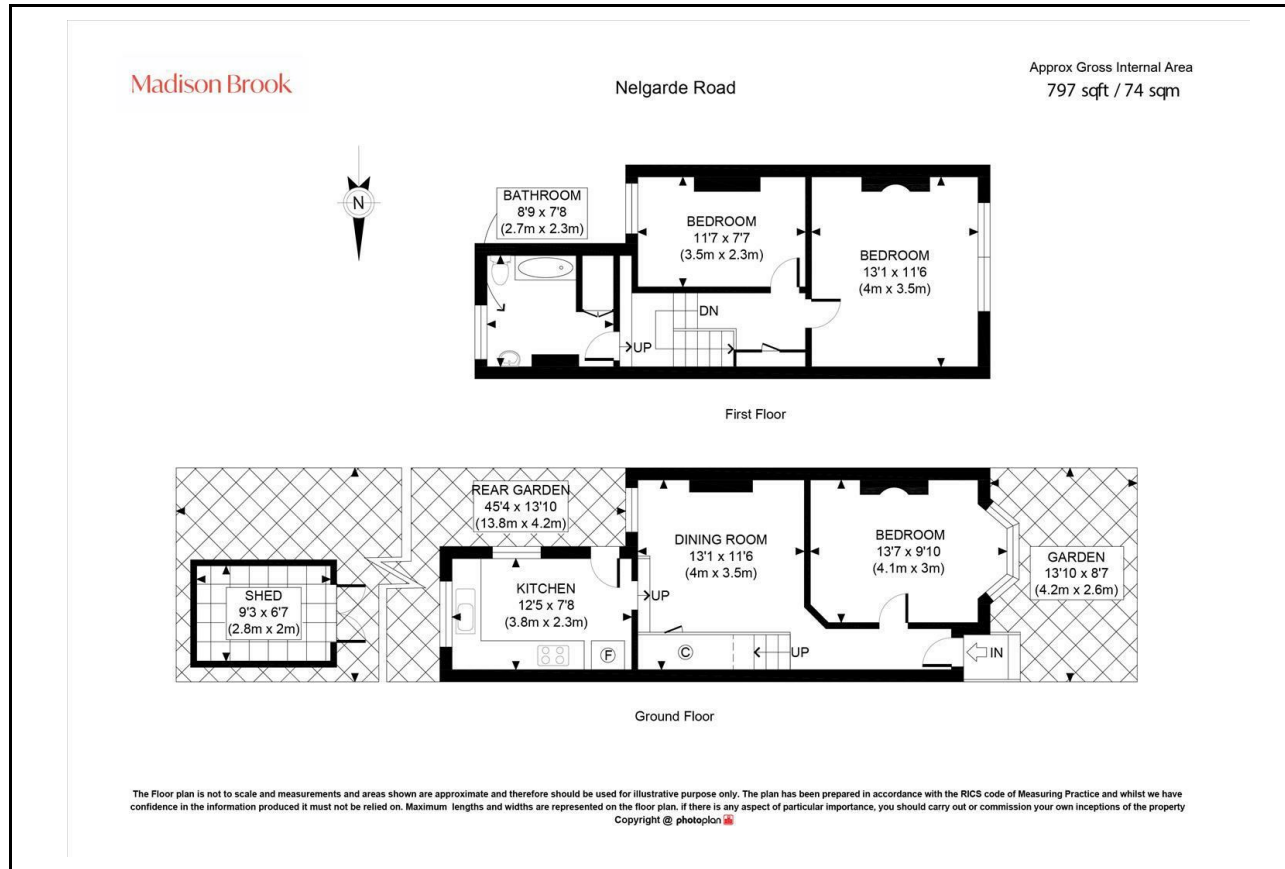 Madison Brook
Nelgarde Road
Approx Gross Internal Area
797 sqft / 74 sqm
N
BATHROOM
8'9 x 7'8
(2.7m x 2.3m)
BEDROOM
11'7 x 7'7
(3.5m x 2.3m)
BEDROOM
13'1 x 11'6
(4m x 3.5m)
DN
UP
First Floor
REAR GARDEN
45'4 x 13'10
(13.8m x 4.2m)
DINING ROOM
13'1 x 11'6
(4m x 3.5m)
BEDROOM
13'7 x 9'10
(4.1m x 3m)
GARDEN
13'10 x 8'7
(4.2m x 2.6m)
SHED
9'3 x 6'7
(2.8m x 2m)
KITCHEN
12'5 x 7'8
(3.8m x 2.3m)
UP
F
C
UP
IN
Ground Floor
The Floor plan is not to scale and measurements and areas shown are approximate and therefore should be used for illustrative purpose only. The plan has been prepared in accordance with the RICS code of Measuring Practice and whilst we have
confidence in the information produced it must not be relied on. Maximum lengths and widths are represented on the floor plan. if there is any aspect of particular importance, you should carry out or commission your own inceptions of the property
Copyright @ photoplan